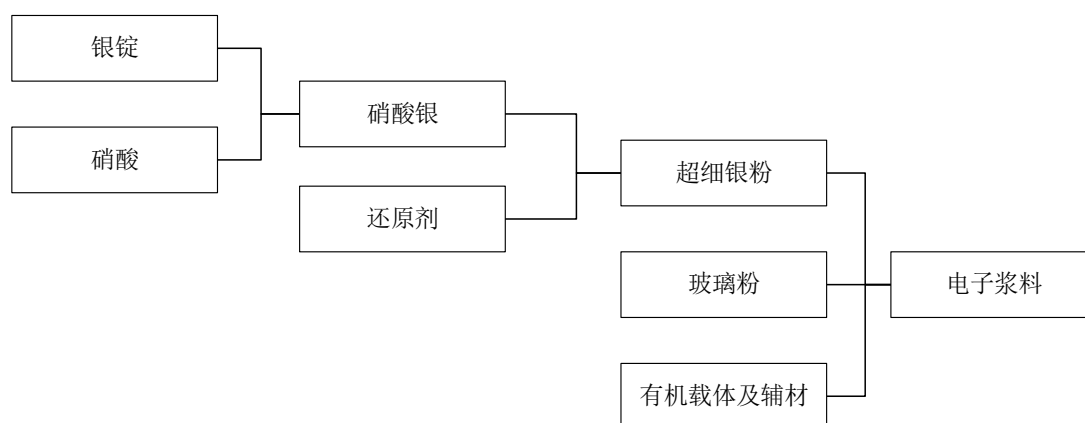 银锭
硝酸
硝酸银
还原剂
超细银粉
玻璃粉
有机载体及辅材
电子浆料